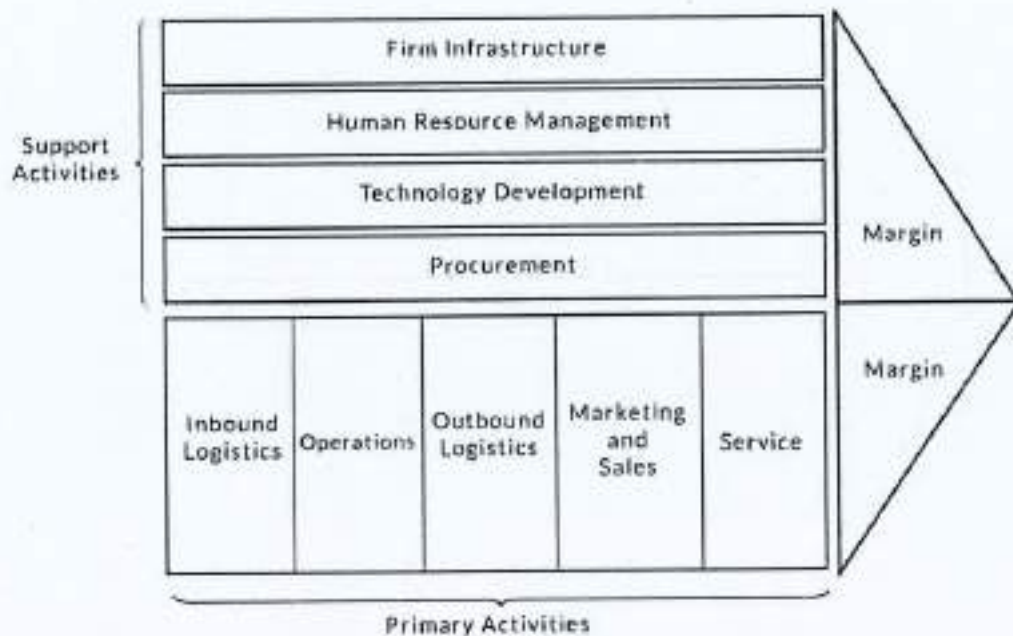 Firm Infrastructure
Human Resource Management
Support
Activities
Technology Development
Procurement
Margin
Margin
Inbound
Logistics
Operations
Outbound
Logistics
Marketing
and
Sales
Service
Primary Activities